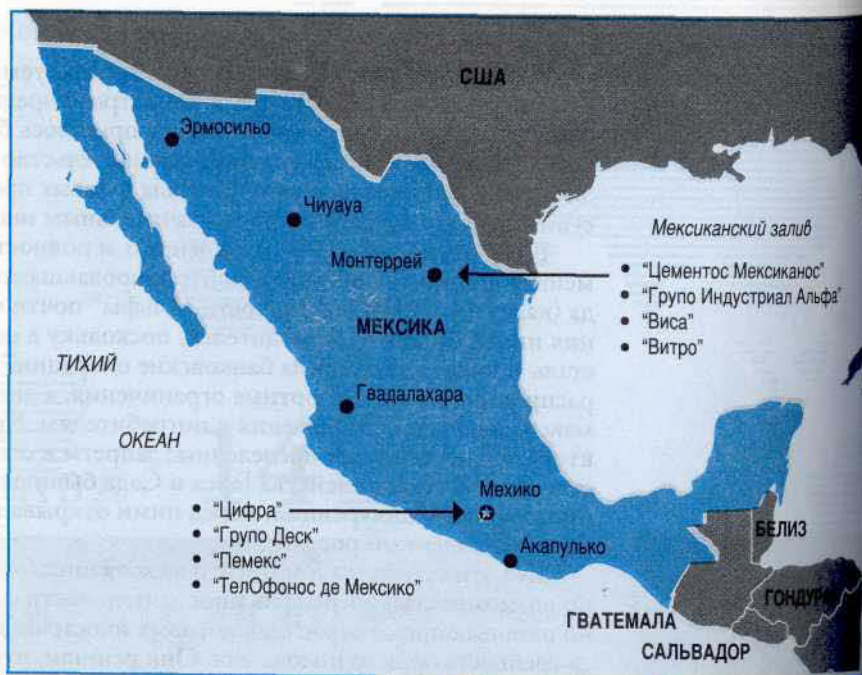 США
Эрмосильо
Чиуауа
Монтеррей
Мексиканский залив
• "Цементос Мексиканос"
• "Групо Индустриал Альфа"
• "Виса"
• "Витро"
МЕКСИКА
ТИХИЙ
ОКЕАН
Гвадалахара
Мехико
• "Цифра"
• "Групо Деск"
• "Пемекс"
• "ТелОфонос де Мексико"
Акапулько
БЕЛИЗ
ГВАТЕМАЛА
САЛЬВАДОР